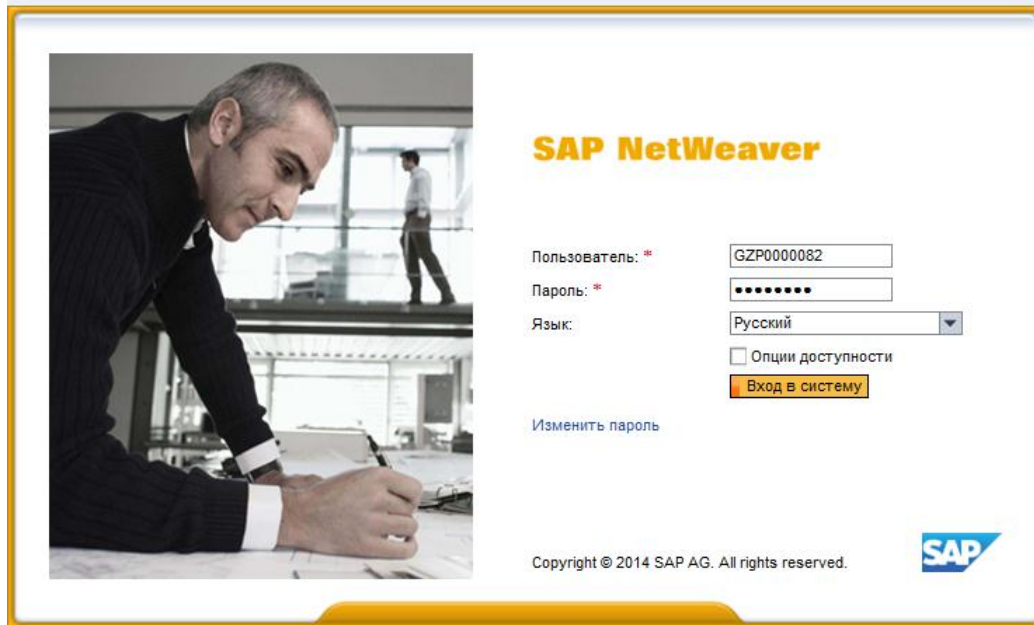 SAP NetWeaver
Пользователь: * GZP0000082
Пароль: * ••••••••
Язык: Русский
Опции доступности
Вход в систему
Изменить пароль
Copyright © 2014 SAP AG. All rights reserved.
SAP